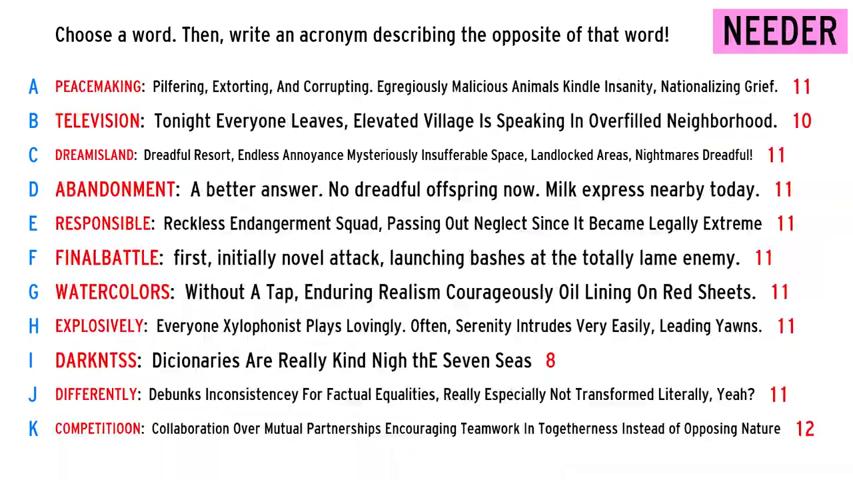 Choose a word. Then, write an acronym describing the opposite of that word!
NEEDER
A PEACEMAKING: Pilfering, Extorting, And Corrupting. Egregiously Malicious Animals Kindle Insanity, Nationalizing Grief. 11
B TELEVISION: Tonight Everyone Leaves, Elevated Village Is Speaking In Overfilled Neighborhood. 10
C DREAMISLAND: Dreadful Resort, Endless Annoyance Mysteriously Insufferable Space, Landlocked Areas, Nightmares Dreadful! 11
D ABANDONMENT: A better answer. No dreadful offspring now. Milk express nearby today. 11
E RESPONSIBLE: Reckless Endangerment Squad, Passing Out Neglect Since It Became Legally Extreme 11
F FINALBATTLE: first, initially novel attack, launching bashes at the totally lame enemy. 11
G WATERCOLORS: Without A Tap, Enduring Realism Courageously Oil Lining On Red Sheets. 11
H EXPLOSIVELY: Everyone Xylophonist Plays Lovingly. Often, Serenity Intrudes Very Easily, Leading Yawns. 11
I DARKNTSS: Dicionaries Are Really Kind Nigh thE Seven Seas 8
J DIFFERENTLY: Debunks Inconsistencey For Factual Equalities, Really Especially Not Transformed Literally, Yeah? 11
K COMPETITIOON: Collaboration Over Mutual Partnerships Encouraging Teamwork In Togetherness Instead of Opposing Nature 12